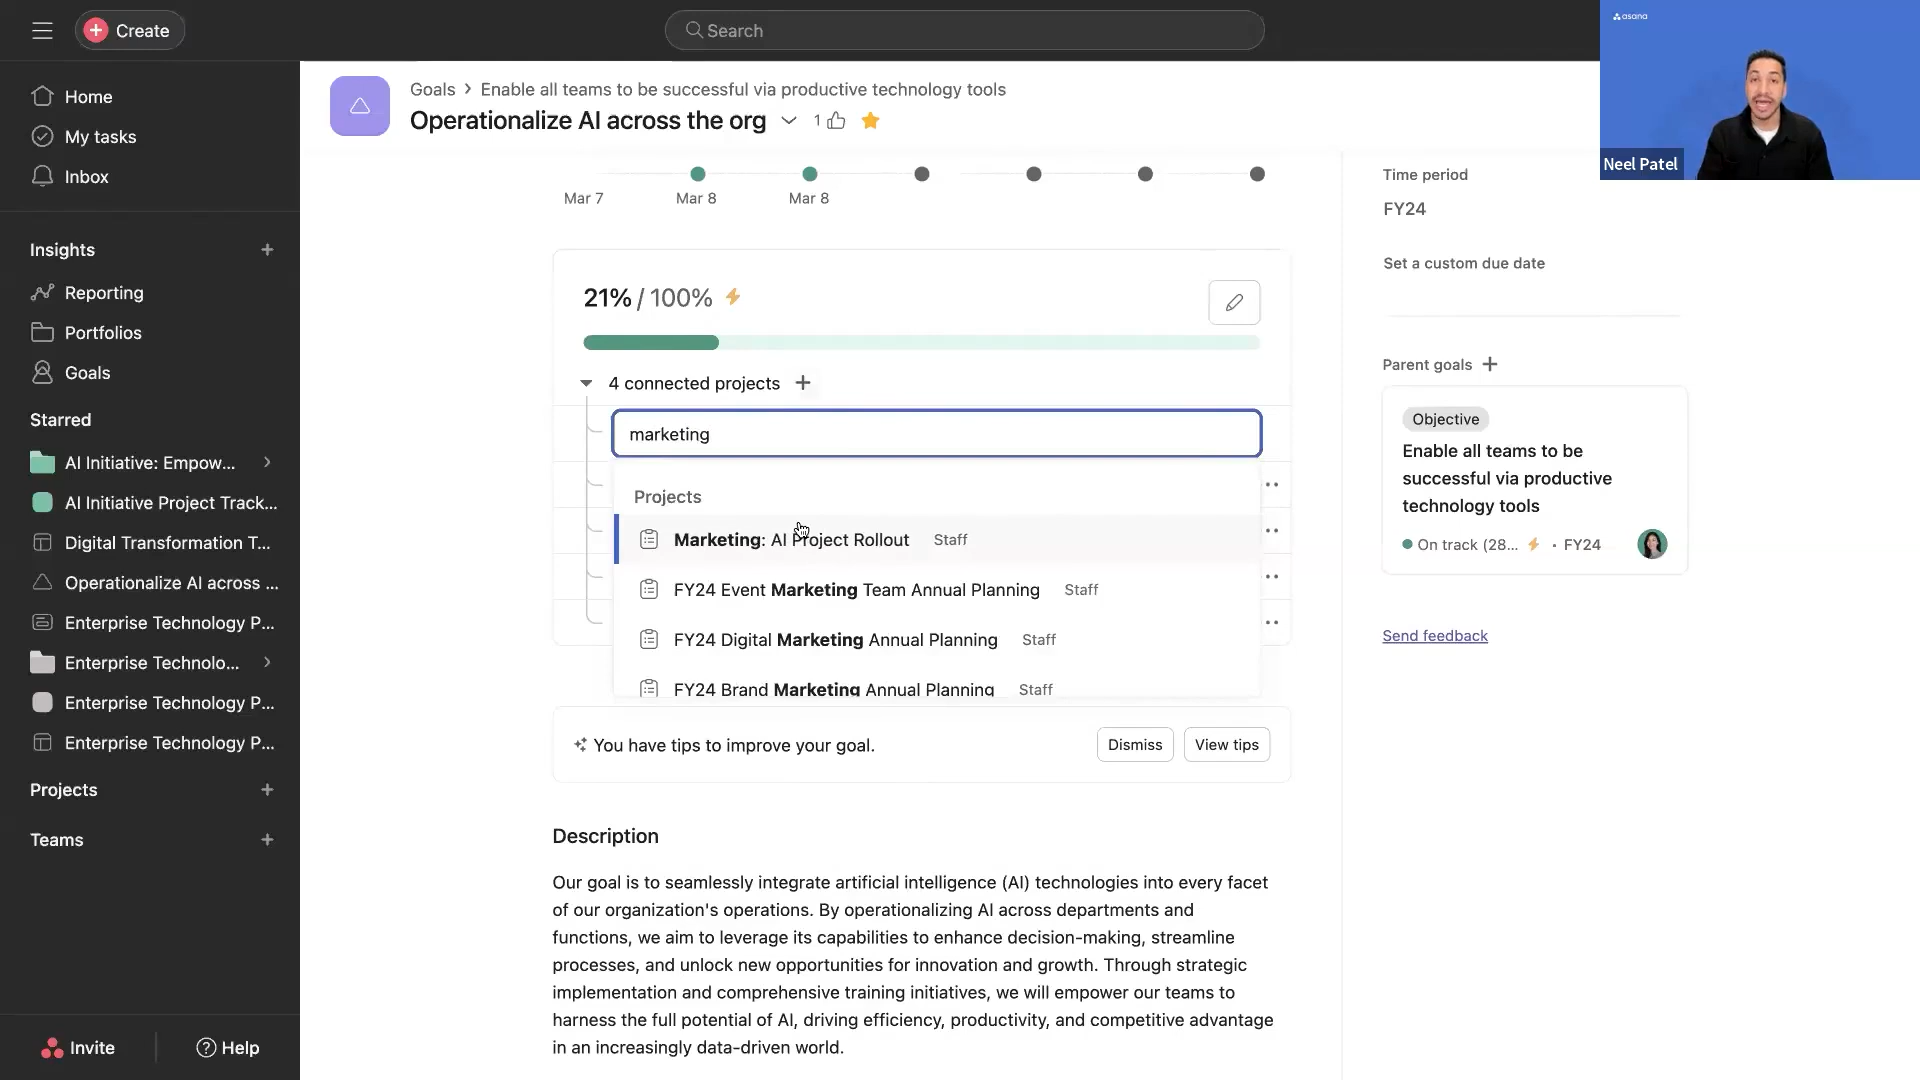 Create
Search
asana
Neel Patel
Home
My tasks
Inbox
Insights
Reporting
Portfolios
Goals
Starred
AI Initiative: Empow...
AI Initiative Project Track...
Digital Transformation T...
Operationalize AI across ...
Enterprise Technology P...
Enterprise Technolo...
Enterprise Technology P...
Enterprise Technology P...
Projects
Teams
Invite
Help
Goals > Enable all teams to be successful via productive technology tools
Operationalize AI across the org
1
Mar 7
Mar 8
Mar 8
21% / 100%
4 connected projects
marketing
Projects
Marketing: AI Project Rollout Staff
FY24 Event Marketing Team Annual Planning Staff
FY24 Digital Marketing Annual Planning Staff
FY24 Brand Marketing Annual Planning Staff
You have tips to improve your goal.
Dismiss
View tips
Description
Our goal is to seamlessly integrate artificial intelligence (AI) technologies into every facet
of our organization's operations. By operationalizing AI across departments and
functions, we aim to leverage its capabilities to enhance decision-making, streamline
processes, and unlock new opportunities for innovation and growth. Through strategic
implementation and comprehensive training initiatives, we will empower our teams to
harness the full potential of AI, driving efficiency, productivity, and competitive advantage
in an increasingly data-driven world.
Time period
FY24
Set a custom due date
Parent goals
Objective
Enable all teams to be
successful via productive
technology tools
On track (28... • FY24
Send feedback